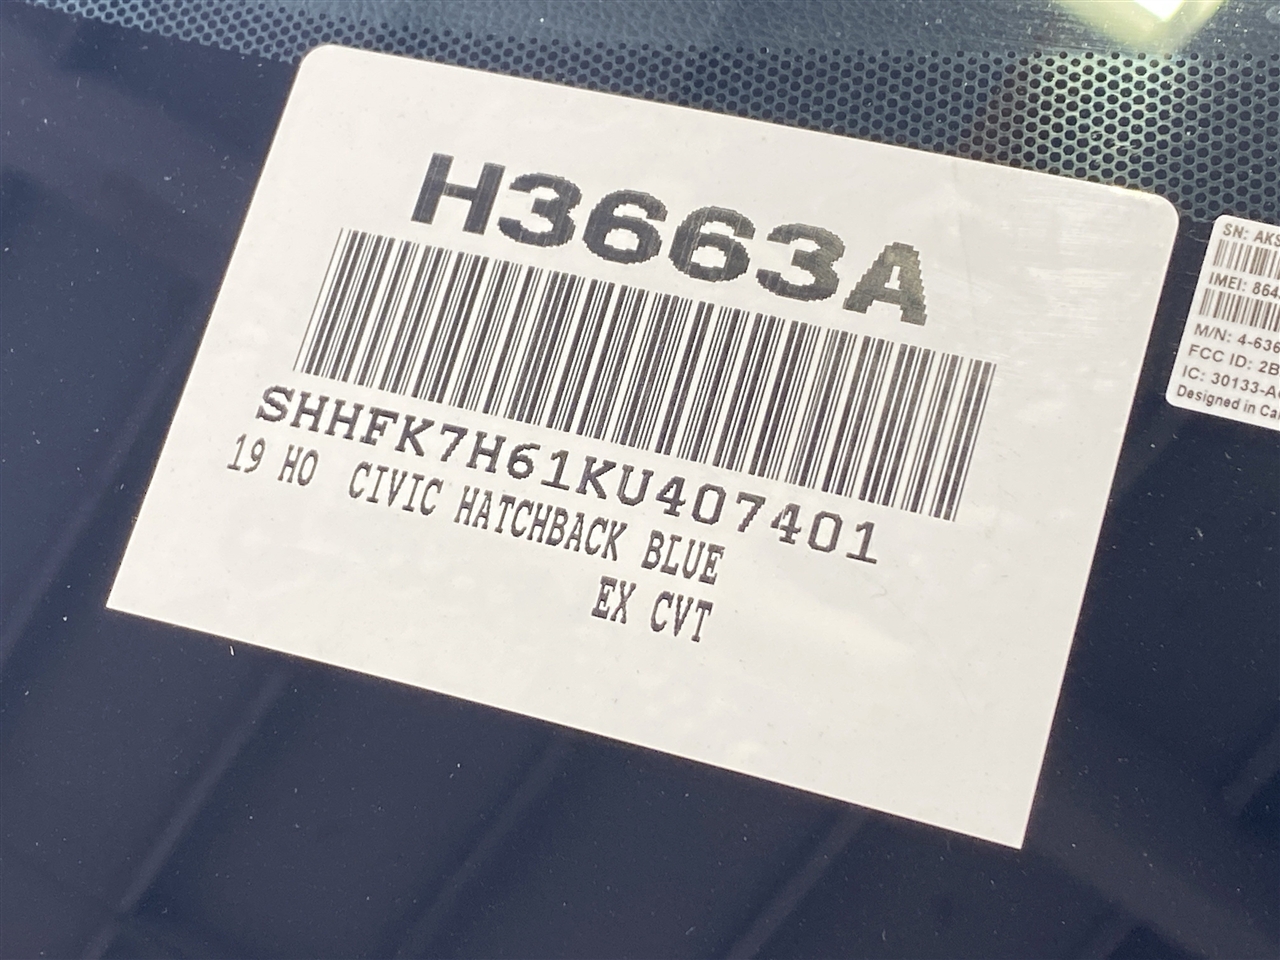 H3663A
SHHFK7H61KU407401
19 HO CIVIC HATCHBACK BLUE
EX CVT
SN: AKS
IMEI: 864
M/N: 4-636
FCC ID: 2B
IC: 30133-A
Designed in Ca